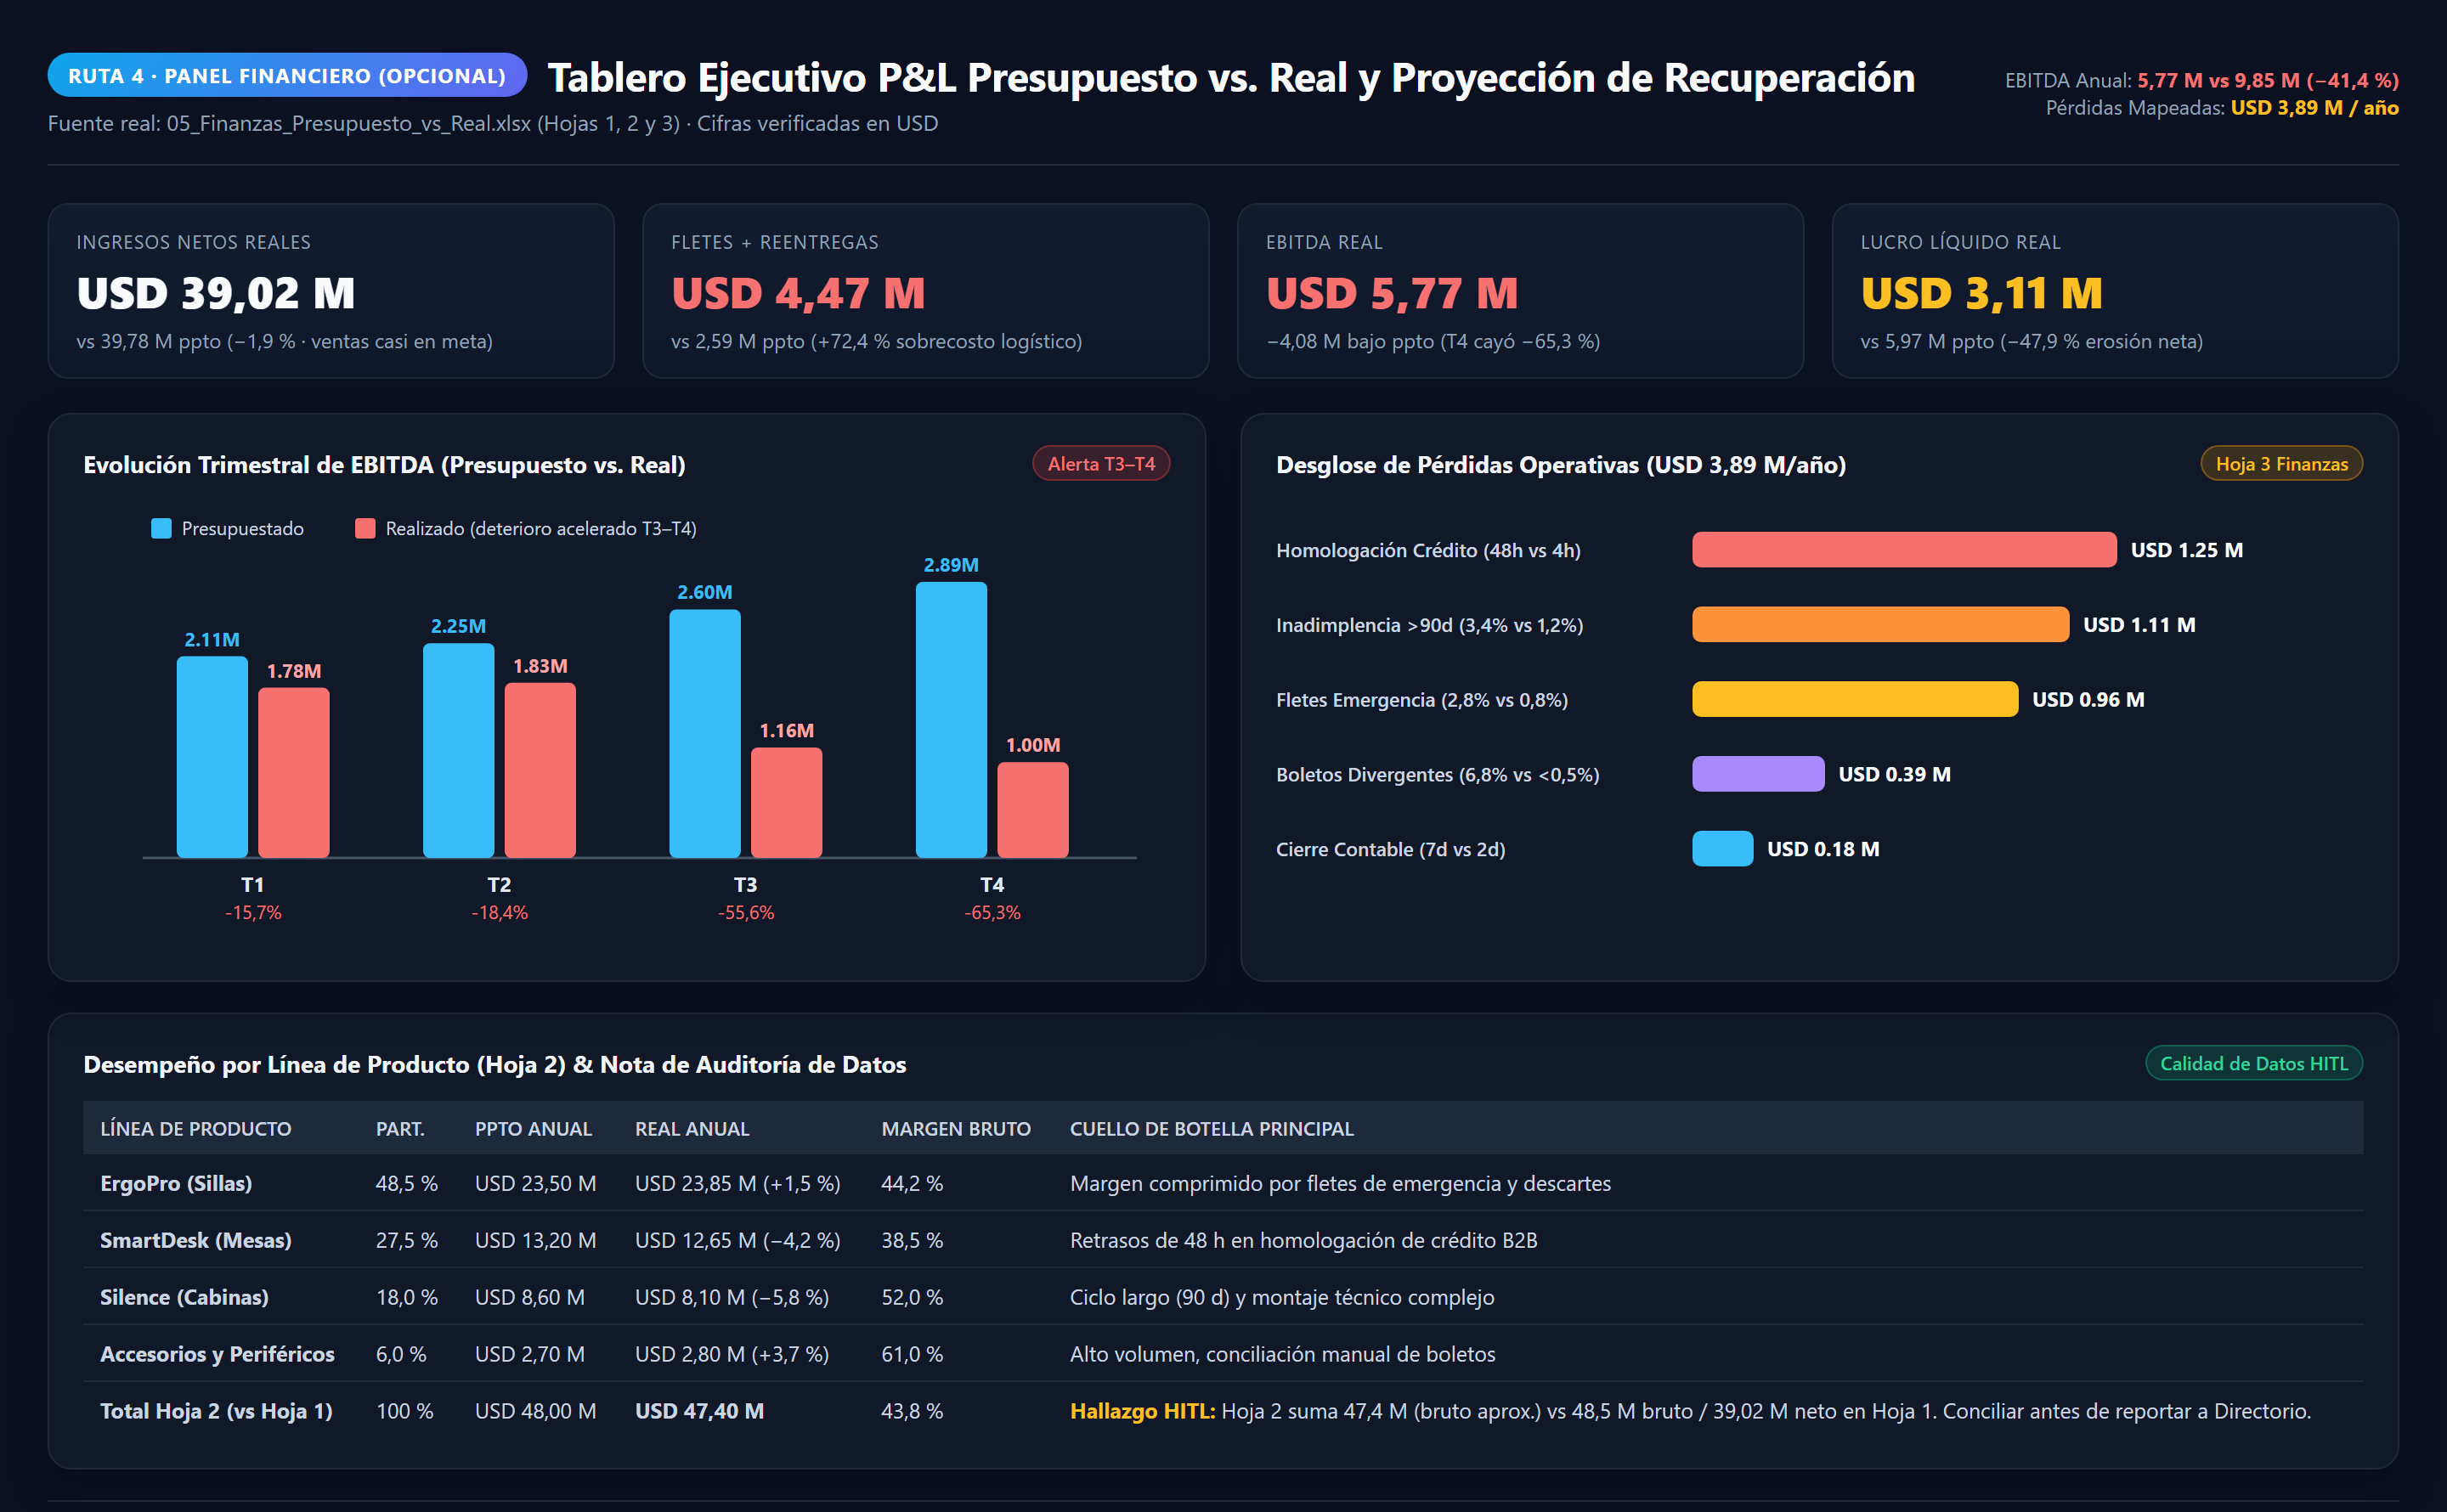 RUTA 4 · PANEL FINANCIERO (OPCIONAL)
Tablero Ejecutivo P&L Presupuesto vs. Real y Proyección de Recuperación
Fuente real: 05_Finanzas_Presupuesto_vs_Real.xlsx (Hojas 1, 2 y 3) · Cifras verificadas en USD
EBITDA Anual: 5,77 M vs 9,85 M (−41,4 %)
Pérdidas Mapeadas: USD 3,89 M / año
INGRESOS NETOS REALES
USD 39,02 M
vs 39,78 M ppto (−1,9 % · ventas casi en meta)
FLETES + REENTREGAS
USD 4,47 M
vs 2,59 M ppto (+72,4 % sobrecosto logístico)
EBITDA REAL
USD 5,77 M
−4,08 M bajo ppto (T4 cayó −65,3 %)
LUCRO LÍQUIDO REAL
USD 3,11 M
vs 5,97 M ppto (−47,9 % erosión neta)
Evolución Trimestral de EBITDA (Presupuesto vs. Real)
Alerta T3–T4
Presupuestado
Realizado (deterioro acelerado T3–T4)
2.11M
1.78M
2.25M
1.83M
2.60M
1.16M
2.89M
1.00M
T1
T2
T3
T4
-15,7%
-18,4%
-55,6%
-65,3%
Desglose de Pérdidas Operativas (USD 3,89 M/año)
Hoja 3 Finanzas
Homologación Crédito (48h vs 4h)
USD 1.25 M
Inadimplencia >90d (3,4% vs 1,2%)
USD 1.11 M
Fletes Emergencia (2,8% vs 0,8%)
USD 0.96 M
Boletos Divergentes (6,8% vs <0,5%)
USD 0.39 M
Cierre Contable (7d vs 2d)
USD 0.18 M
Desempeño por Línea de Producto (Hoja 2) & Nota de Auditoría de Datos
Calidad de Datos HITL
LÍNEA DE PRODUCTO PART. PPTO ANUAL REAL ANUAL MARGEN BRUTO CUELLO DE BOTELLA PRINCIPAL
ErgoPro (Sillas) 48,5 % USD 23,50 M USD 23,85 M (+1,5 %) 44,2 % Margen comprimido por fletes de emergencia y descartes
SmartDesk (Mesas) 27,5 % USD 13,20 M USD 12,65 M (−4,2 %) 38,5 % Retrasos de 48 h en homologación de crédito B2B
Silence (Cabinas) 18,0 % USD 8,60 M USD 8,10 M (−5,8 %) 52,0 % Ciclo largo (90 d) y montaje técnico complejo
Accesorios y Periféricos 6,0 % USD 2,70 M USD 2,80 M (+3,7 %) 61,0 % Alto volumen, conciliación manual de boletos
Total Hoja 2 (vs Hoja 1) 100 % USD 48,00 M USD 47,40 M 43,8 % Hallazgo HITL: Hoja 2 suma 47,4 M (bruto aprox.) vs 48,5 M bruto / 39,02 M neto en Hoja 1. Conciliar antes de reportar a Directorio.